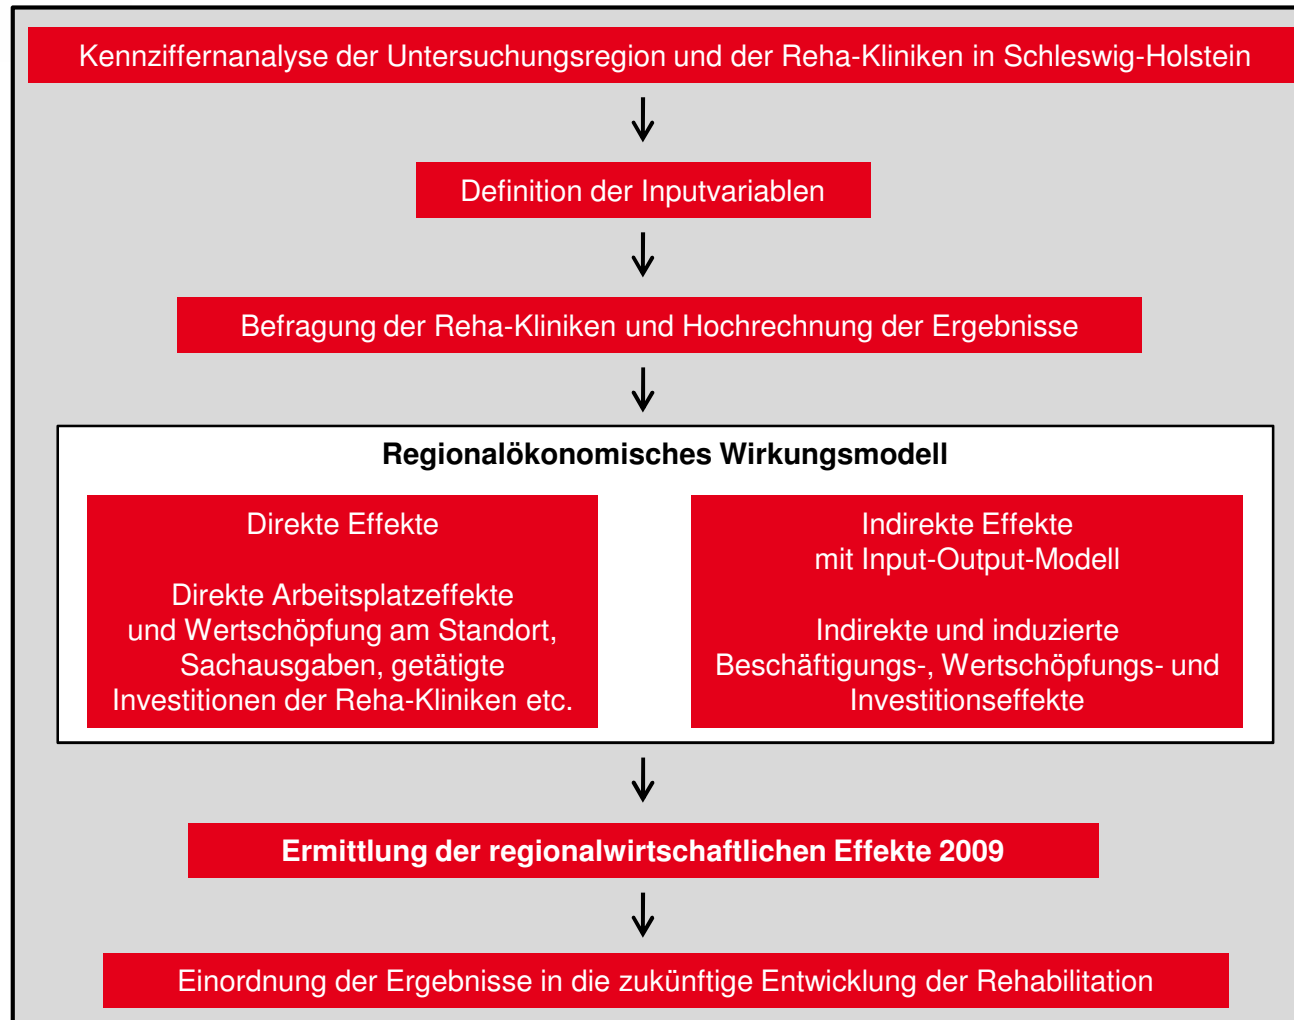 Kennziffernanalyse der Untersuchungsregion und der Reha-Kliniken in Schleswig-Holstein
Definition der Inputvariablen
Befragung der Reha-Kliniken und Hochrechnung der Ergebnisse
Regionalökonomisches Wirkungsmodell
Direkte Effekte
Direkte Arbeitsplatzeffekte
und Wertschöpfung am Standort,
Sachausgaben, getätigte
Investitionen der Reha-Kliniken etc.
Indirekte Effekte
mit Input-Output-Modell
Indirekte und induzierte
Beschäftigungs-, Wertschöpfungs- und
Investitionseffekte
Ermittlung der regionalwirtschaftlichen Effekte 2009
Einordnung der Ergebnisse in die zukünftige Entwicklung der Rehabilitation